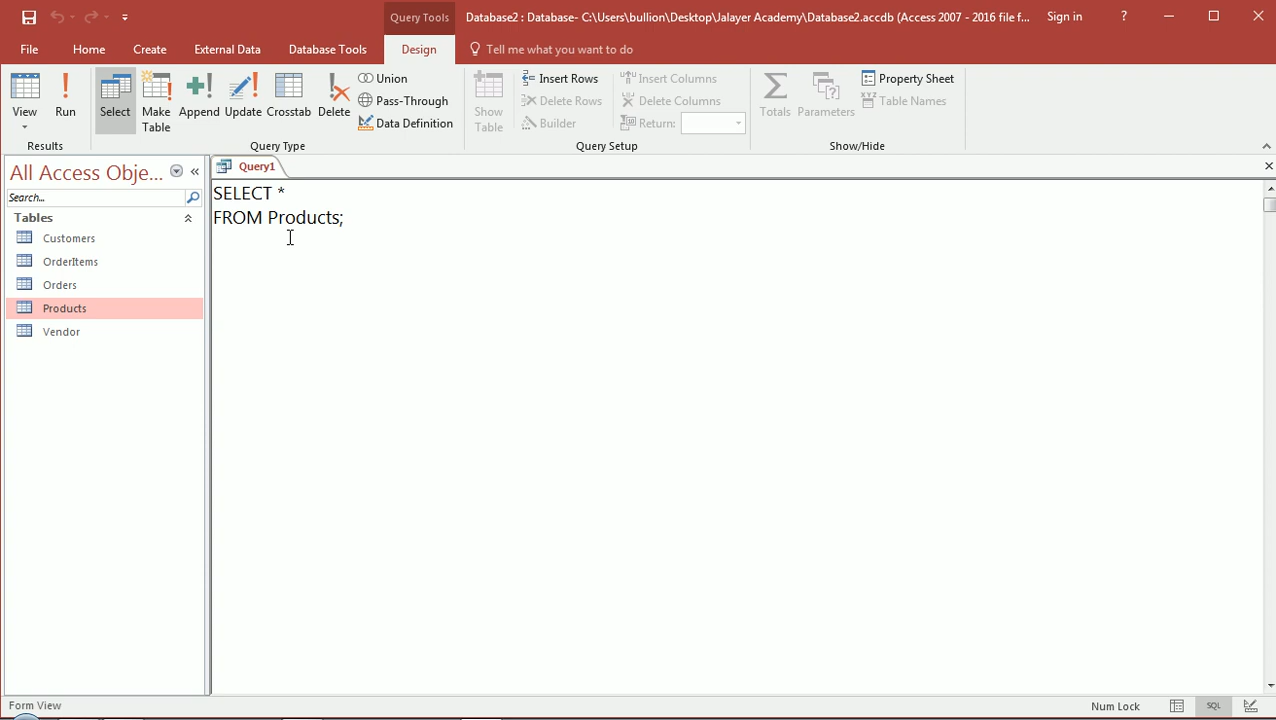 Query Tools
Database2 : Database- C:\Users\bullion\Desktop\Jalayer Academy\Database2.accdb (Access 2007 - 2016 file f...
Sign in
?
File
Home
Create
External Data
Database Tools
Design
Tell me what you want to do
View
Run
Select
Make
Table
Append
Update
Crosstab
Delete
Union
Pass-Through
Data Definition
Show
Table
Insert Rows
Delete Rows
Builder
Insert Columns
Delete Columns
Return:
Totals
Parameters
Property Sheet
XYZ Table Names
Results
Query Type
Query Setup
Show/Hide
All Access Obje...
Search...
Tables
Customers
OrderItems
Orders
Products
Vendor
Query1
SELECT *
FROM Products;
Form View
Num Lock
SQL